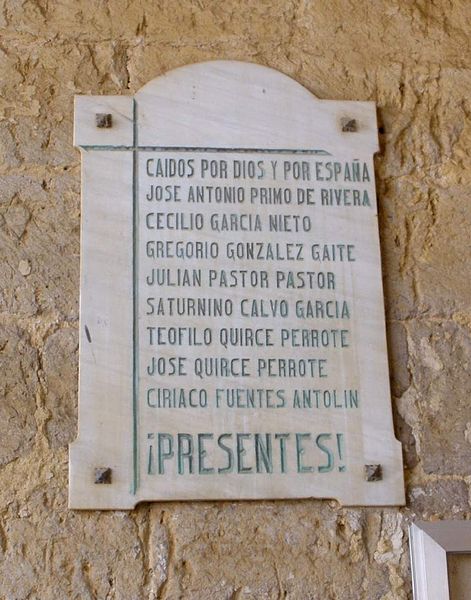 CAIDOS POR DIOS Y POR ESPAÑA
JOSE ANTONIO PRIMO DE RIVERA
CECILIO GARCIA NIETO
GREGORIO GONZALEZ GAITE
JULIAN PASTOR PASTOR
SATURNINO CALVO GARCIA
TEOFILO QUIRCE PERROTE
JOSE QUIRCE PERROTE
CIRIACO FUENTES ANTOLIN
¡PRESENTES!